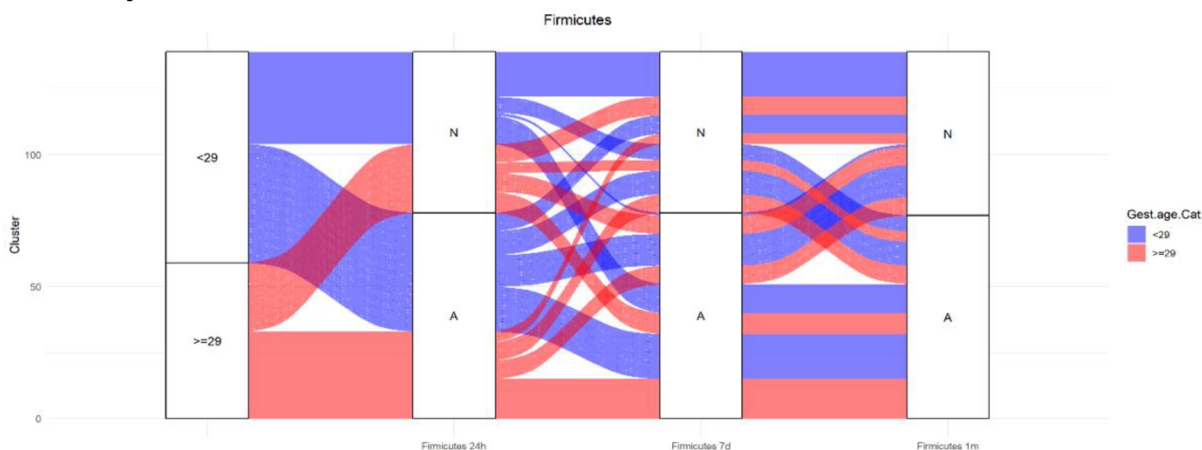 Firmicutes
Cluster
100
50
0
<29
>=29
N
A
N
A
N
A
Firmicutes 24h
Firmicutes 7d
Firmicutes 1m
Gest.age.Cat
<29
>=29